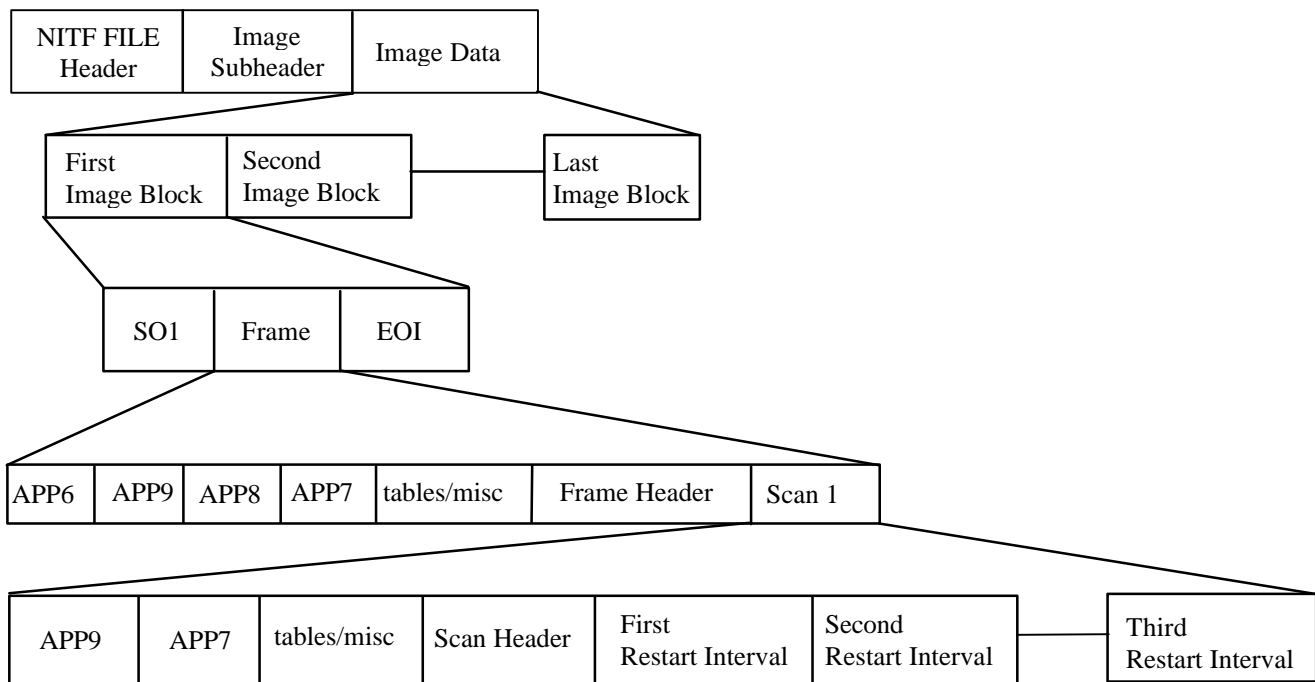 NITF FILE
Header
Image
Subheader
Image Data
First
Image Block
Second
Image Block
Last
Image Block
SO1
Frame
EOI
APP6
APP9
APP8
APP7
tables/misc
Frame Header
Scan 1
APP9
APP7
tables/misc
Scan Header
First
Restart Interval
Second
Restart Interval
Third
Restart Interval